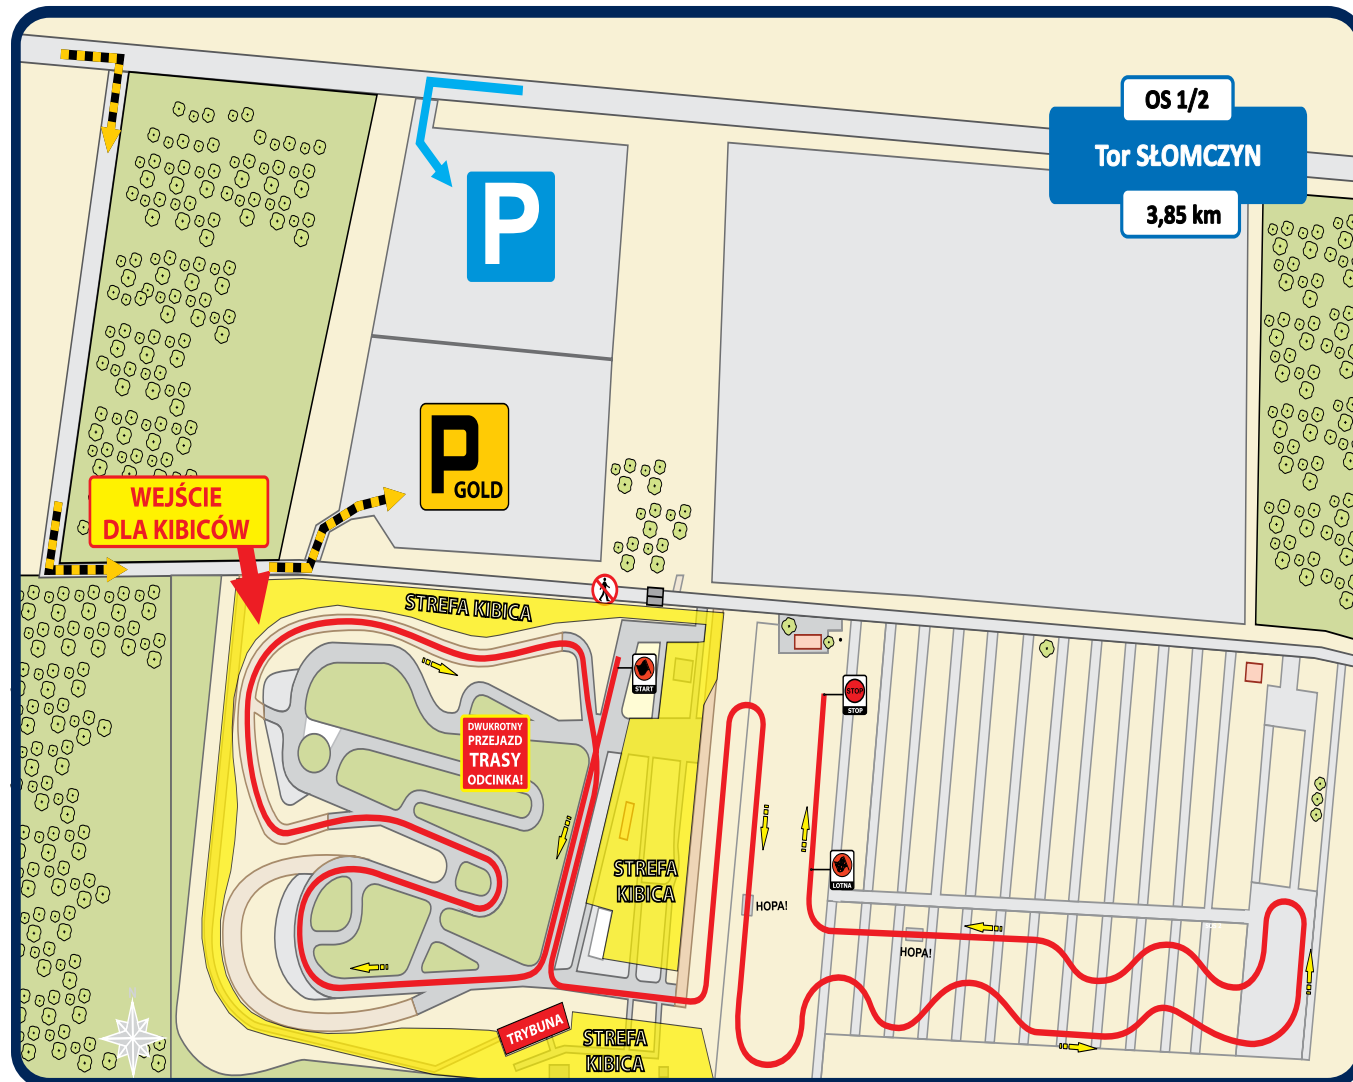 OS 1/2
Tor SŁOMCZYN
3,85 km
P
P
GOLD
WEJŚCIE
DLA KIBICÓW
STREFA KIBICA
START
STOP
STOP
DWUKROTNY
PRZEJAZD
TRASY
ODCINKA!
STREFA
KIBICA
LOTNA
HOPA!
HOPA!
TRYBUNA
STREFA
KIBICA